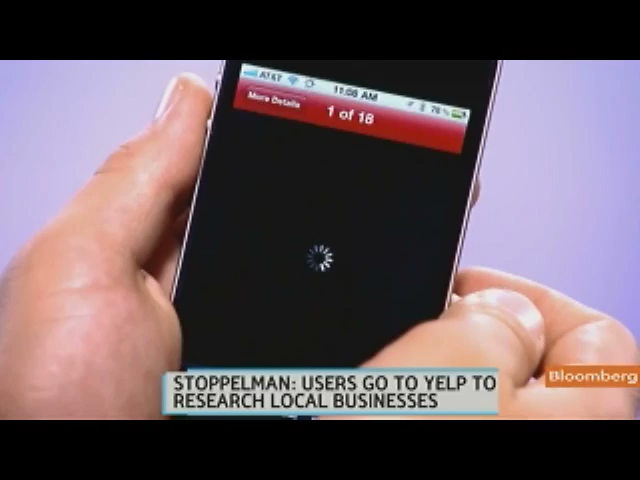 AT&T 11:08 AM 76%
More Details 1 of 18
STOPPELMAN: USERS GO TO YELP TO
RESEARCH LOCAL BUSINESSES
Bloomberg